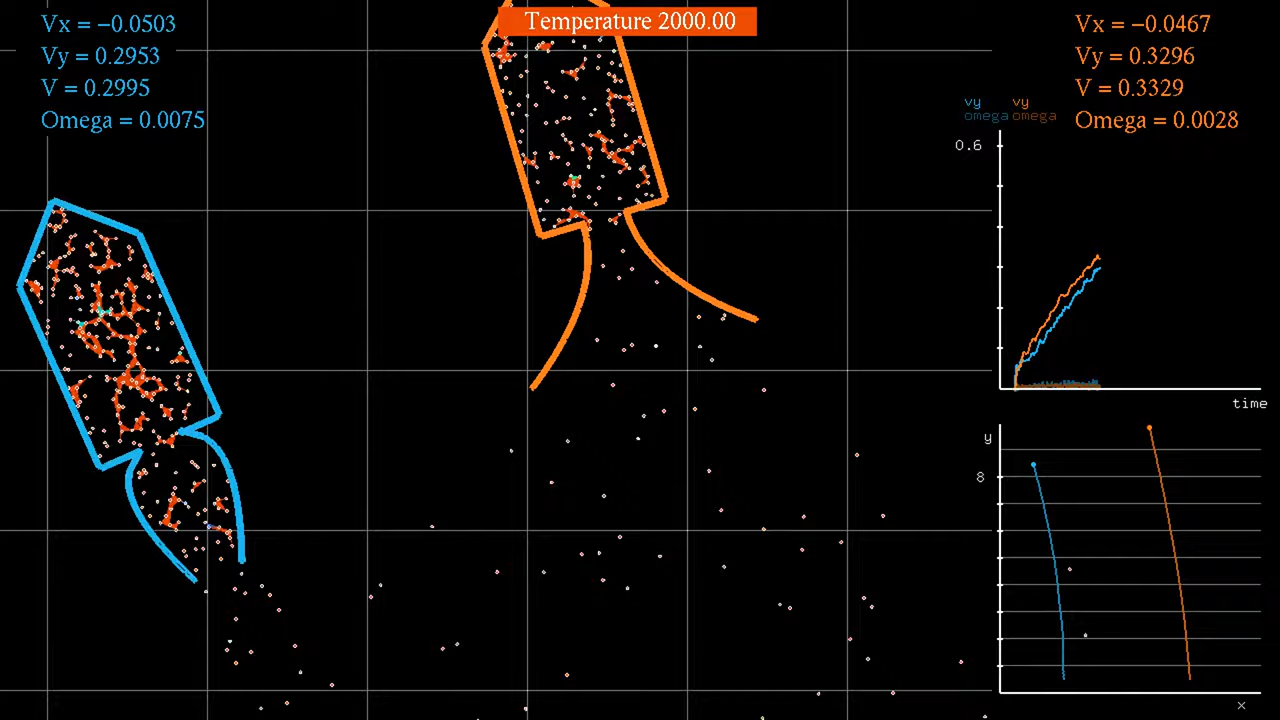 Vx = −0.0503
Vy = 0.2953
V = 0.2995
Omega = 0.0075
Temperature 2000.00
Vx = −0.0467
Vy = 0.3296
V = 0.3329
Omega = 0.0028
vy vy
omega omega
0.6
time
y
8
x